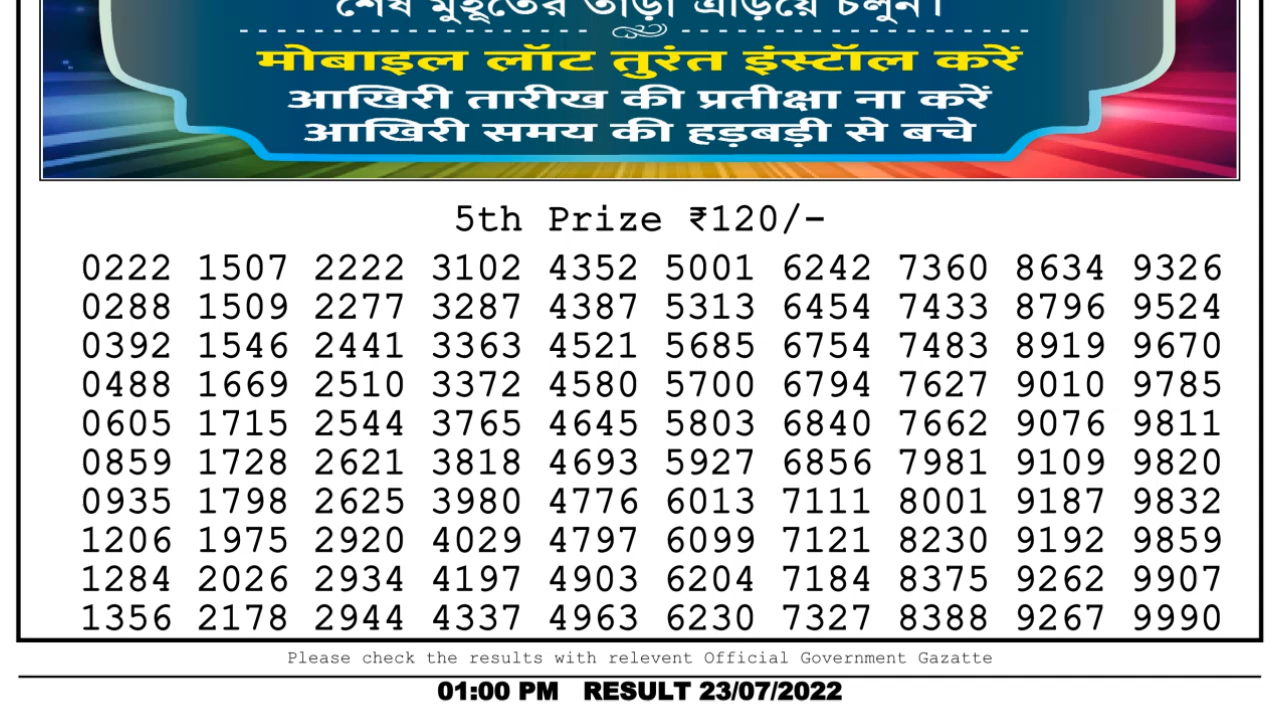 শেষ মুহূর্তের তাড়া এড়িয়ে চলুন।
मोबाइल लॉट तुरंत इंस्टॉल करें
आखिरी तारीख की प्रतीक्षा ना करें
आखिरी समय की हड़बड़ी से बचे
5th Prize ₹120/-
0222 1507 2222 3102 4352 5001 6242 7360 8634 9326
0288 1509 2277 3287 4387 5313 6454 7433 8796 9524
0392 1546 2441 3363 4521 5685 6754 7483 8919 9670
0488 1669 2510 3372 4580 5700 6794 7627 9010 9785
0605 1715 2544 3765 4645 5803 6840 7662 9076 9811
0859 1728 2621 3818 4693 5927 6856 7981 9109 9820
0935 1798 2625 3980 4776 6013 7111 8001 9187 9832
1206 1975 2920 4029 4797 6099 7121 8230 9192 9859
1284 2026 2934 4197 4903 6204 7184 8375 9262 9907
1356 2178 2944 4337 4963 6230 7327 8388 9267 9990
Please check the results with relevent Official Government Gazatte
01:00 PM RESULT 23/07/2022